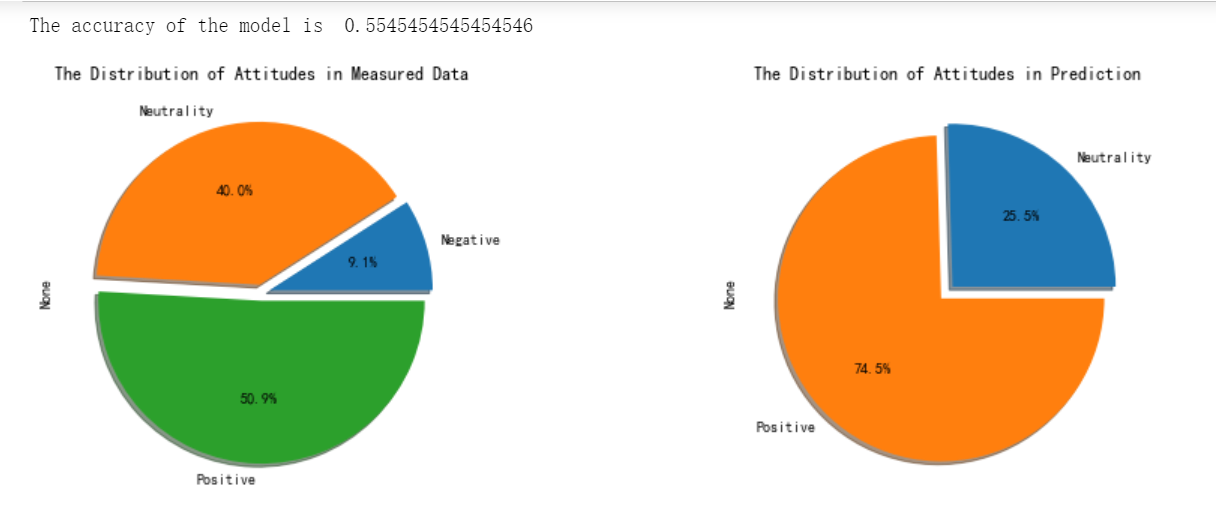 The accuracy of the model is  0.5545454545454546
The Distribution of Attitudes in Measured Data
Neutrality
40.0%
Negative
9.1%
None
50.9%
Positive
The Distribution of Attitudes in Prediction
Neutrality
25.5%
None
74.5%
Positive